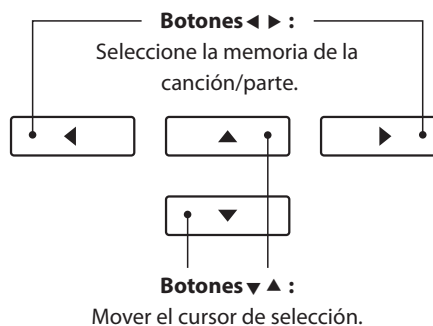 Botones ◀ ▶ :
Seleccione la memoria de la
canción/parte.
Botones ▼ ▲ :
Mover el cursor de selección.